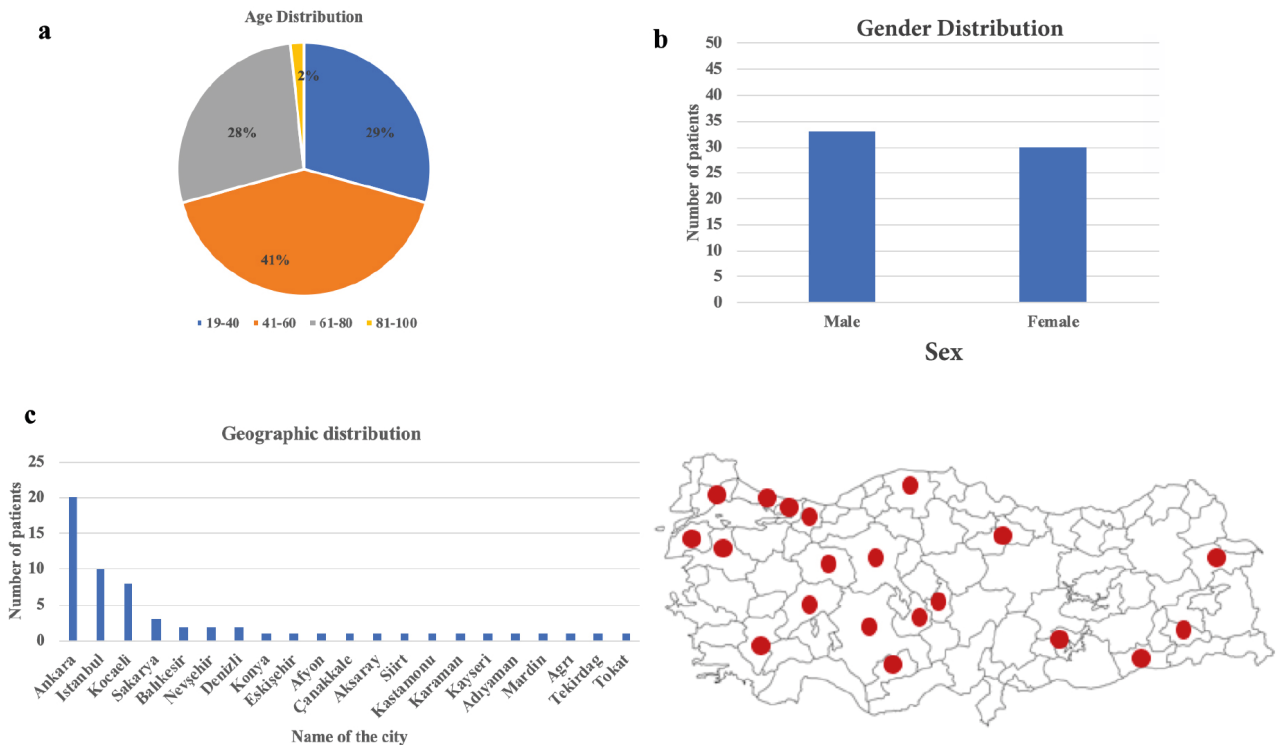 a
Age Distribution
2%
29%
28%
41%
19-40 41-60 61-80 81-100
b
Gender Distribution
Number of patients
50
45
40
35
30
25
20
15
10
5
0
Male Female
Sex
c
Geographic distribution
Number of patients
25
20
15
10
5
0
Ankara
Istanbul
Kocaeli
Sakarya
Balıkesir
Nevşehir
Denizli
Konya
Eskişehir
Afyon
Çanakkale
Aksaray
Siirt
Kastamonu
Karaman
Kayseri
Adıyaman
Mardin
Agrı
Tekirdag
Tokat
Name of the city